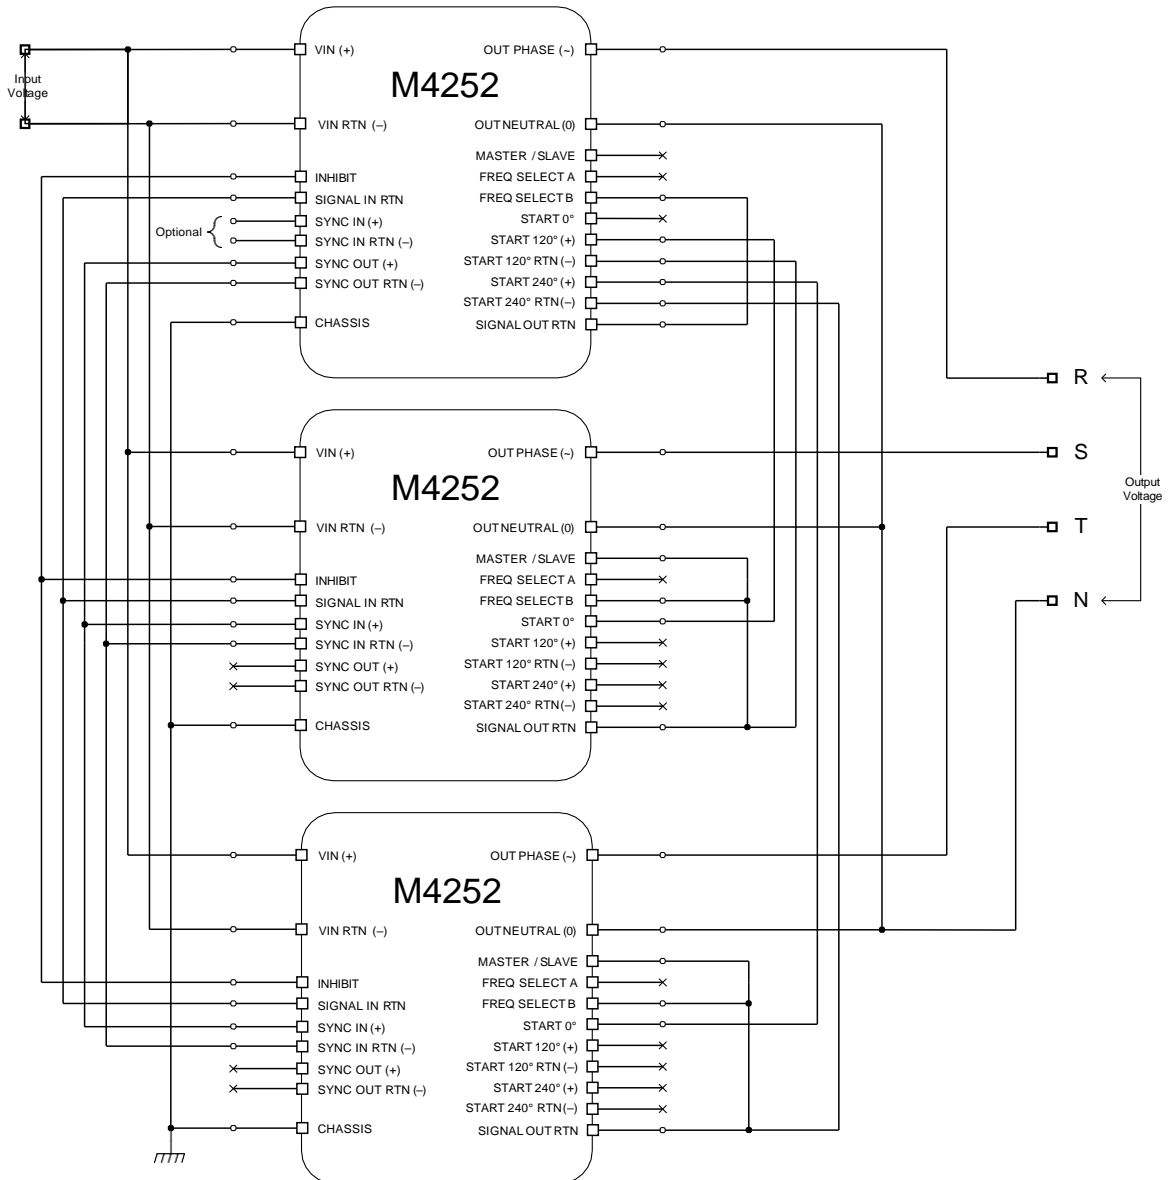 Input
Voltage
VIN (+)
OUT PHASE (~)
M4252
VIN RTN (–)
OUT NEUTRAL (0)
MASTER / SLAVE
INHIBIT
FREQ SELECT A
SIGNAL IN RTN
FREQ SELECT B
Optional
SYNC IN (+)
START 0°
SYNC IN RTN (–)
START 120° (+)
SYNC OUT (+)
START 120° RTN (–)
SYNC OUT RTN (–)
START 240° (+)
START 240° RTN (–)
CHASSIS
SIGNAL OUT RTN
R
S
T
N
Output
Voltage
VIN (+)
OUT PHASE (~)
M4252
VIN RTN (–)
OUT NEUTRAL (0)
MASTER / SLAVE
INHIBIT
FREQ SELECT A
SIGNAL IN RTN
FREQ SELECT B
SYNC IN (+)
START 0°
SYNC IN RTN (–)
START 120° (+)
SYNC OUT (+)
START 120° RTN (–)
SYNC OUT RTN (–)
START 240° (+)
START 240° RTN (–)
CHASSIS
SIGNAL OUT RTN
VIN (+)
OUT PHASE (~)
M4252
VIN RTN (–)
OUT NEUTRAL (0)
MASTER / SLAVE
INHIBIT
FREQ SELECT A
SIGNAL IN RTN
FREQ SELECT B
SYNC IN (+)
START 0°
SYNC IN RTN (–)
START 120° (+)
SYNC OUT (+)
START 120° RTN (–)
SYNC OUT RTN (–)
START 240° (+)
START 240° RTN (–)
CHASSIS
SIGNAL OUT RTN